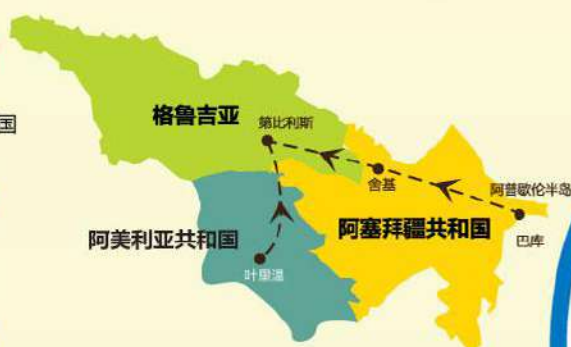 格鲁吉亚
第比利斯
国
舍基
阿普歇伦半岛
阿美利亚共和国
阿塞拜疆共和国
巴库
叶里温